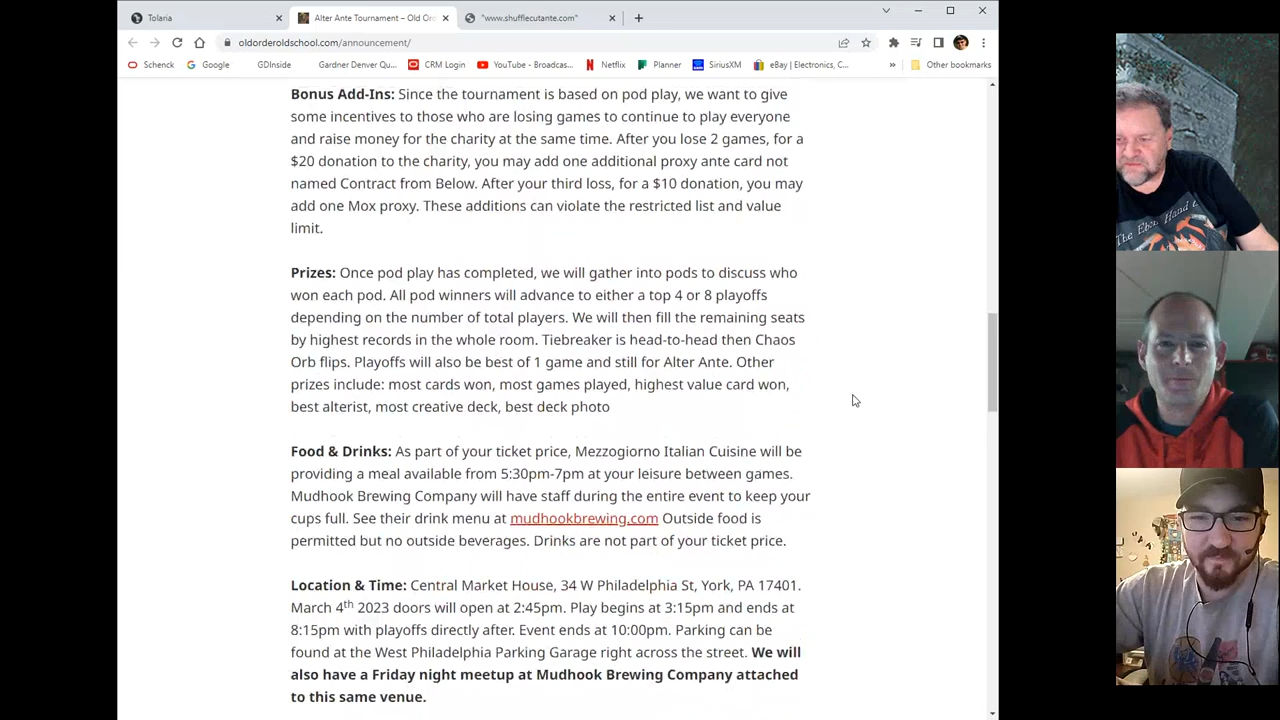 Tolaria
Alter Ante Tournament – Old Ord
"www.shufflecutante.com"
oldorderoldschool.com/announcement/
Schenck
Google
GDInside
Gardner Denver Qu...
CRM Login
YouTube - Broadcas...
Netflix
Planner
SiriusXM
eBay | Electronics, C...
»
Other bookmarks
Bonus Add-Ins: Since the tournament is based on pod play, we want to give
some incentives to those who are losing games to continue to play everyone
and raise money for the charity at the same time. After you lose 2 games, for a
$20 donation to the charity, you may add one additional proxy ante card not
named Contract from Below. After your third loss, for a $10 donation, you may
add one Mox proxy. These additions can violate the restricted list and value
limit.
Prizes: Once pod play has completed, we will gather into pods to discuss who
won each pod. All pod winners will advance to either a top 4 or 8 playoffs
depending on the number of total players. We will then fill the remaining seats
by highest records in the whole room. Tiebreaker is head-to-head then Chaos
Orb flips. Playoffs will also be best of 1 game and still for Alter Ante. Other
prizes include: most cards won, most games played, highest value card won,
best alterist, most creative deck, best deck photo
Food & Drinks: As part of your ticket price, Mezzogiorno Italian Cuisine will be
providing a meal available from 5:30pm-7pm at your leisure between games.
Mudhook Brewing Company will have staff during the entire event to keep your
cups full. See their drink menu at mudhookbrewing.com Outside food is
permitted but no outside beverages. Drinks are not part of your ticket price.
Location & Time: Central Market House, 34 W Philadelphia St, York, PA 17401.
March 4th 2023 doors will open at 2:45pm. Play begins at 3:15pm and ends at
8:15pm with playoffs directly after. Event ends at 10:00pm. Parking can be
found at the West Philadelphia Parking Garage right across the street. We will
also have a Friday night meetup at Mudhook Brewing Company attached
to this same venue.
The Eben Hand